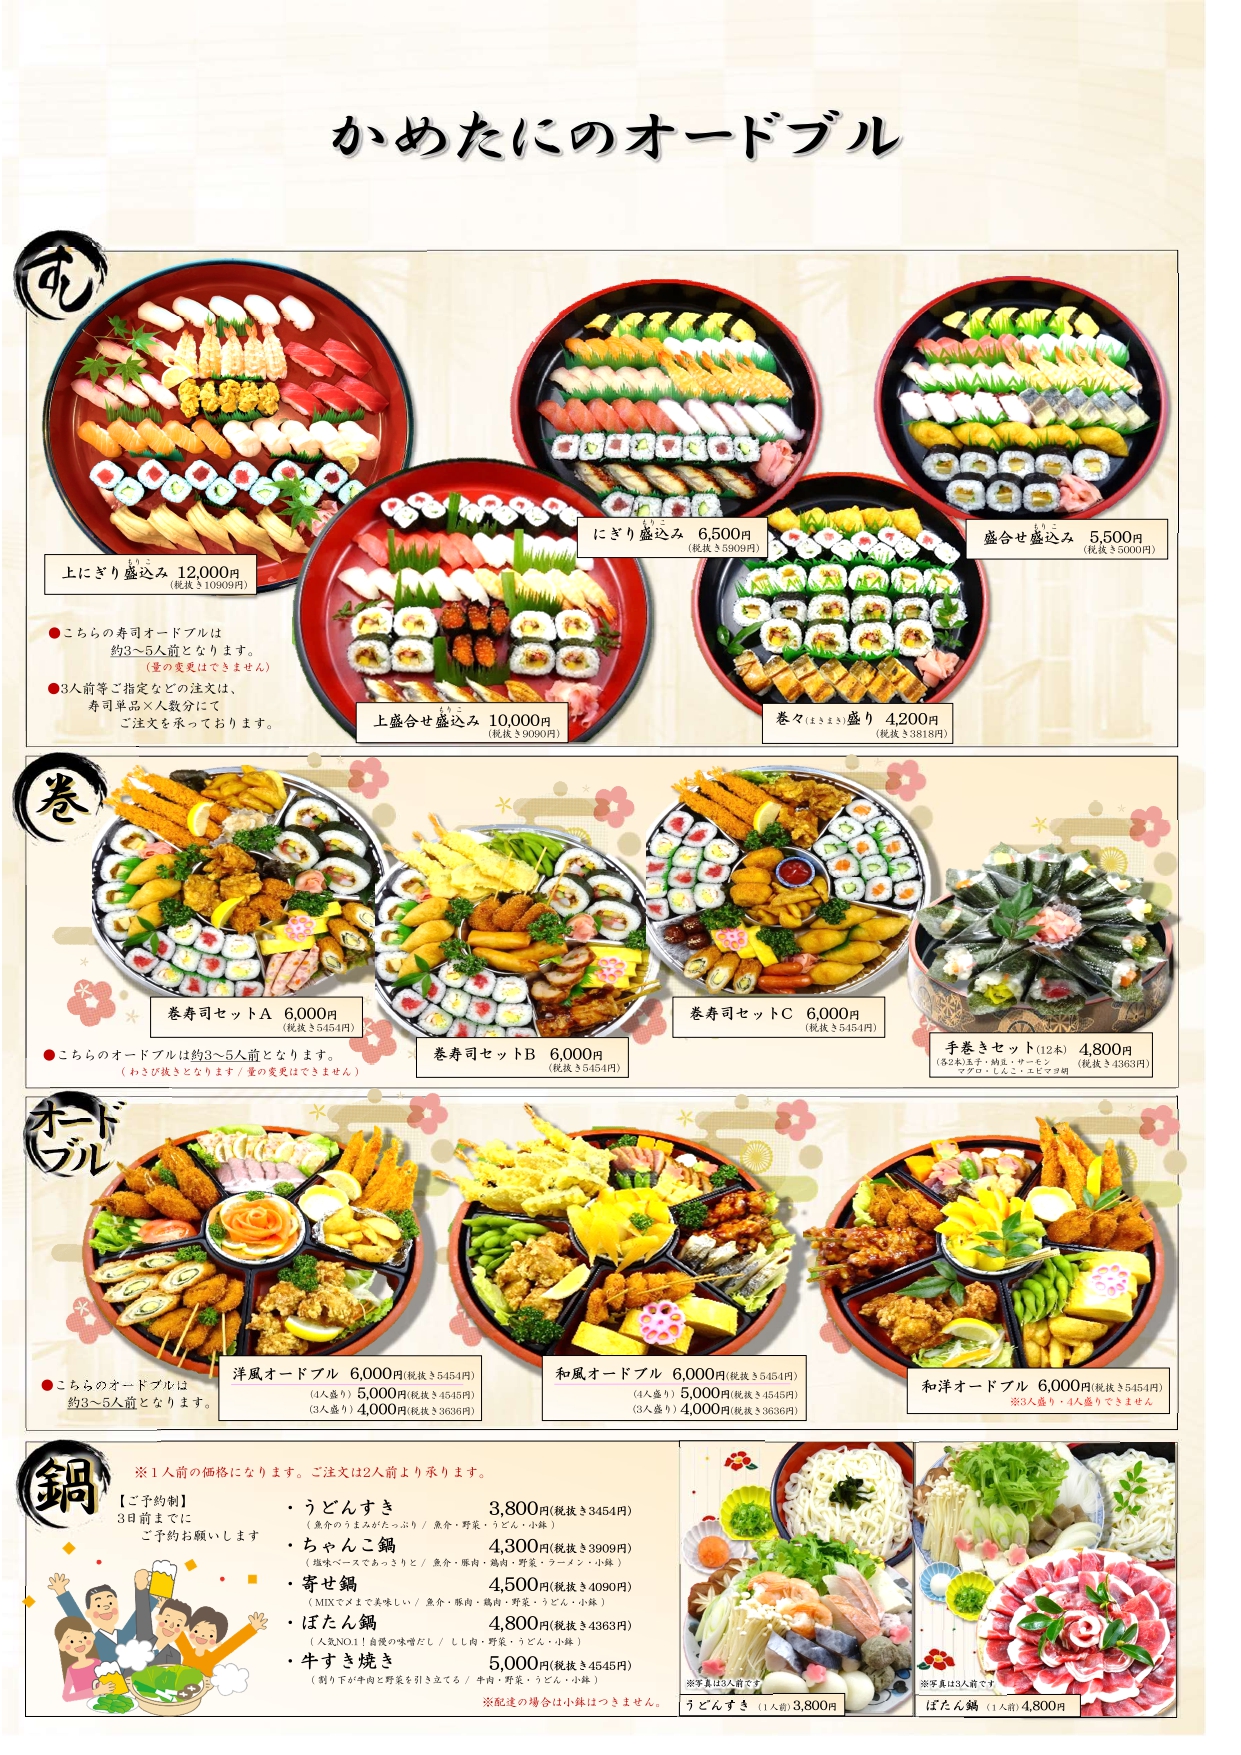 かめたにのオードブル
すし
上にぎり盛込み 12,000円
もりこ
(税抜き10909円)
にぎり盛込み 6,500円
もりこ
(税抜き5909円)
盛合せ盛込み 5,500円
もりこ
(税抜き5000円)
上盛合せ盛込み 10,000円
もりこ
(税抜き9090円)
巻々(まきまき)盛り 4,200円
(税抜き3818円)
●こちらの寿司オードブルは
約3～5人前となります。
(量の変更はできません)
●3人前等ご指定などの注文は、
寿司単品×人数分にて
ご注文を承っております。
巻
巻寿司セットA 6,000円
(税抜き5454円)
巻寿司セットB 6,000円
(税抜き5454円)
巻寿司セットC 6,000円
(税抜き5454円)
手巻きセット(12本) 4,800円
(各2本)玉子・納豆・サーモン (税抜き4363円)
マグロ・しんこ・エビマヨ胡
●こちらのオードブルは約3～5人前となります。
(わさび抜きとなります / 量の変更はできません)
オードブル
洋風オードブル 6,000円(税抜き5454円)
(4人盛り) 5,000円(税抜き4545円)
(3人盛り) 4,000円(税抜き3636円)
和風オードブル 6,000円(税抜き5454円)
(4人盛り) 5,000円(税抜き4545円)
(3人盛り) 4,000円(税抜き3636円)
和洋オードブル 6,000円(税抜き5454円)
※3人盛り・4人盛りできません
●こちらのオードブルは
約3～5人前となります。
鍋
※1人前の価格になります。ご注文は2人前より承ります。
【ご予約制】
3日前までに
ご予約お願いします
・うどんすき 3,800円(税抜き3454円)
(魚介のうまみがたっぷり / 魚介・野菜・うどん・小鉢)
・ちゃんこ鍋 4,300円(税抜き3909円)
(塩味ベースであっさりと / 魚介・豚肉・鶏肉・野菜・ラーメン・小鉢)
・寄せ鍋 4,500円(税抜き4090円)
(MIXで〆まで美味しい / 魚介・豚肉・鶏肉・野菜・うどん・小鉢)
・ぼたん鍋 4,800円(税抜き4363円)
(人気NO.1!自慢の味噌だし / しし肉・野菜・うどん・小鉢)
・牛すき焼き 5,000円(税抜き4545円)
(割り下が牛肉と野菜を引き立てる / 牛肉・野菜・うどん・小鉢)
※配達の場合は小鉢はつきません。
※写真は3人前です
うどんすき (1人前)3,800円
※写真は3人前です
ぼたん鍋 (1人前)4,800円